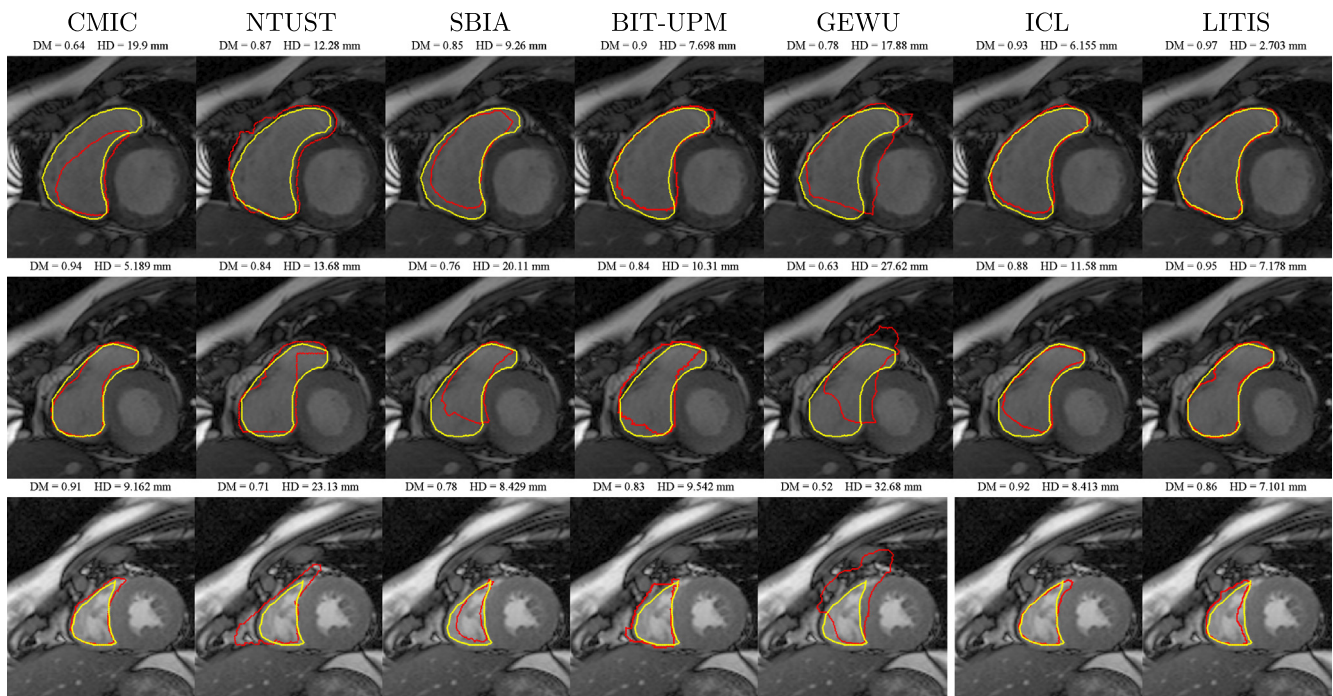 CMIC NTUST SBIA BIT-UPM GEWU ICL LITIS
DM = 0.64 HD = 19.9 mm DM = 0.87 HD = 12.28 mm DM = 0.85 HD = 9.26 mm DM = 0.9 HD = 7.698 mm DM = 0.78 HD = 17.88 mm DM = 0.93 HD = 6.155 mm DM = 0.97 HD = 2.703 mm
DM = 0.94 HD = 5.189 mm DM = 0.84 HD = 13.68 mm DM = 0.76 HD = 20.11 mm DM = 0.84 HD = 10.31 mm DM = 0.63 HD = 27.62 mm DM = 0.88 HD = 11.58 mm DM = 0.95 HD = 7.178 mm
DM = 0.91 HD = 9.162 mm DM = 0.71 HD = 23.13 mm DM = 0.78 HD = 8.429 mm DM = 0.83 HD = 9.542 mm DM = 0.52 HD = 32.68 mm DM = 0.92 HD = 8.413 mm DM = 0.86 HD = 7.101 mm